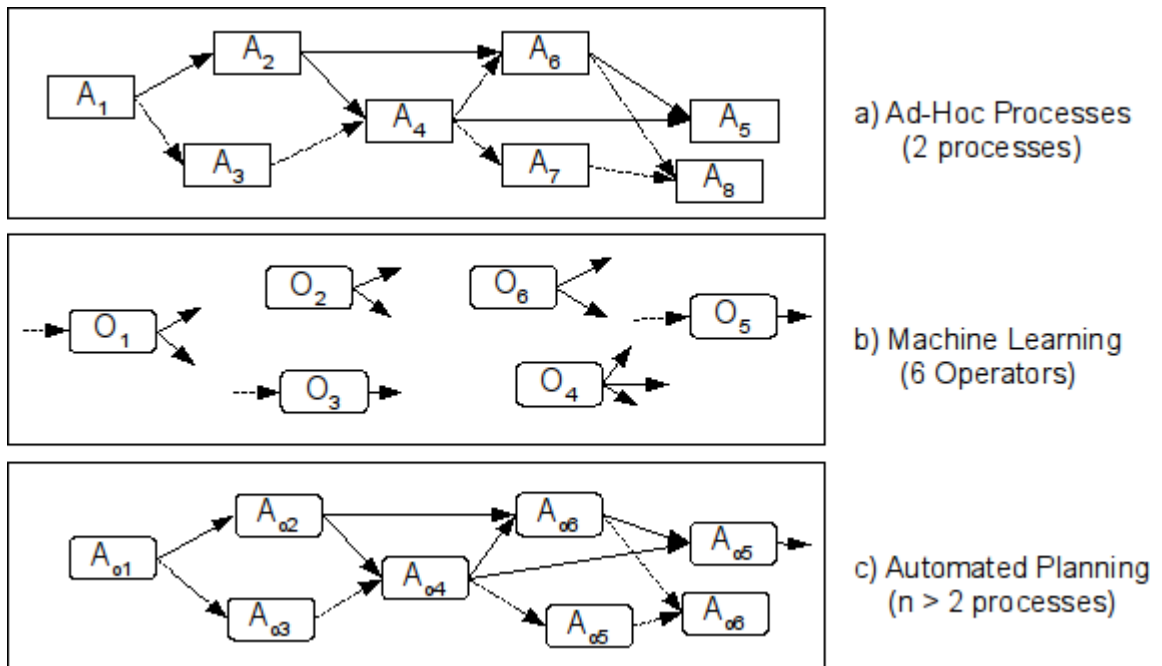 A1
A2
A3
A4
A6
A7
A5
A8
a) Ad-Hoc Processes
(2 processes)
O1
O2
O3
O6
O4
O5
b) Machine Learning
(6 Operators)
Ao1
Ao2
Ao3
Ao4
Ao6
Ao5
Ao5
Ao6
c) Automated Planning
(n > 2 processes)